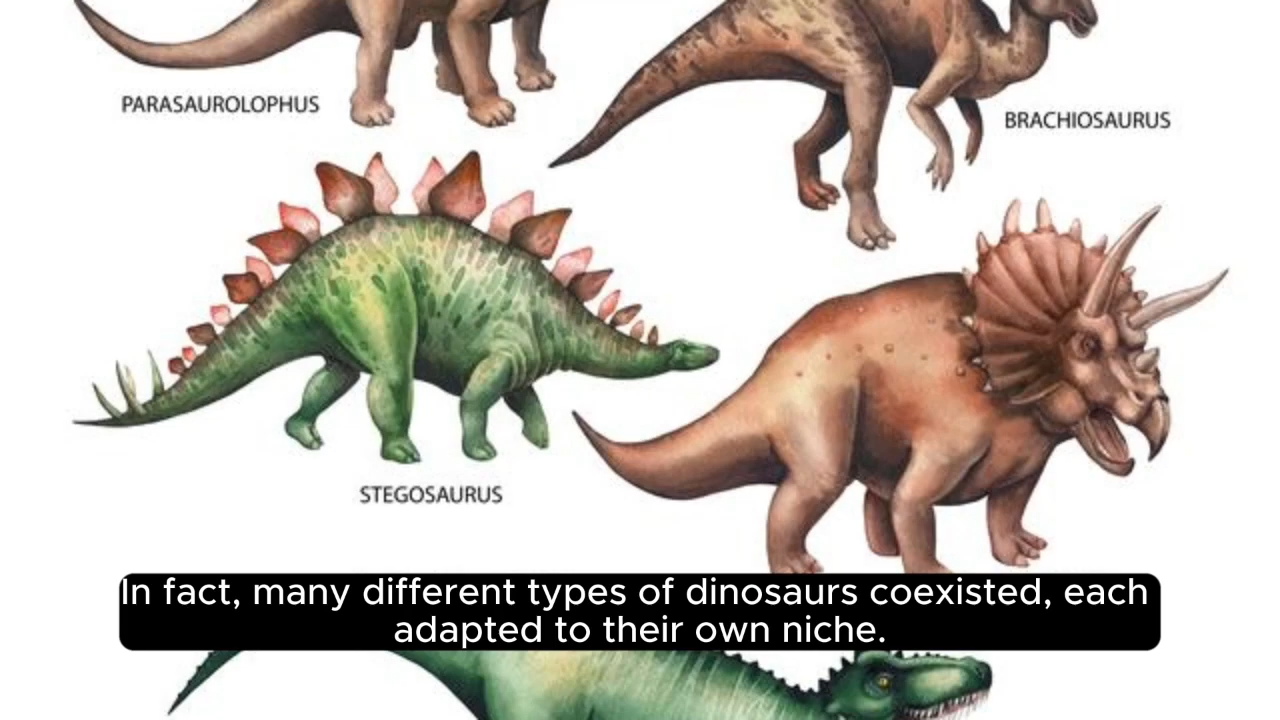 PARASAUROLOPHUS
BRACHIOSAURUS
STEGOSAURUS
In fact, many different types of dinosaurs coexisted, each
adapted to their own niche.